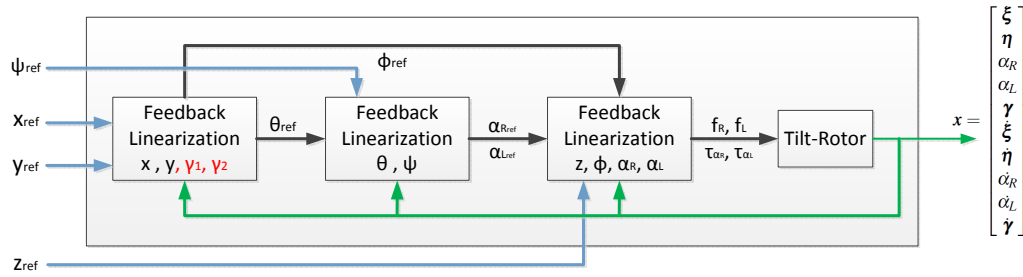 ψref
xref
yref
zref
ϕref
Feedback
Linearization
x , y, γ1, γ2
θref
Feedback
Linearization
θ , ψ
αRref
αLref
Feedback
Linearization
z, ϕ, αR, αL
fR, fL
ταR, ταL
Tilt-Rotor
x =
ξ
η
αR
αL
γ
ξ̇
η̇
α̇R
α̇L
γ̇